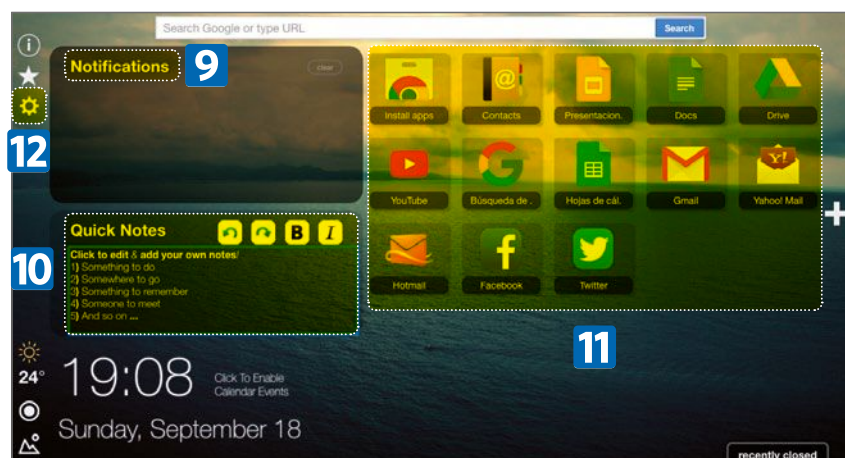 Search Google or type URL
Search
Notifications
9
clear
12
Install apps
Contacts
Presentacion.
Docs
Drive
YouTube
Búsqueda de .
Hojas de cál.
Gmail
Y!
Yahoo! Mail
Hotmail
Facebook
Twitter
11
Quick Notes
B
I
10
Click to edit & add your own notes!
1) Something to do
2) Somewhere to go
3) Something to remember
4) Someone to meet
5) And so on ...
24°
19:08
Click To Enable
Calendar Events
Sunday, September 18
recently closed